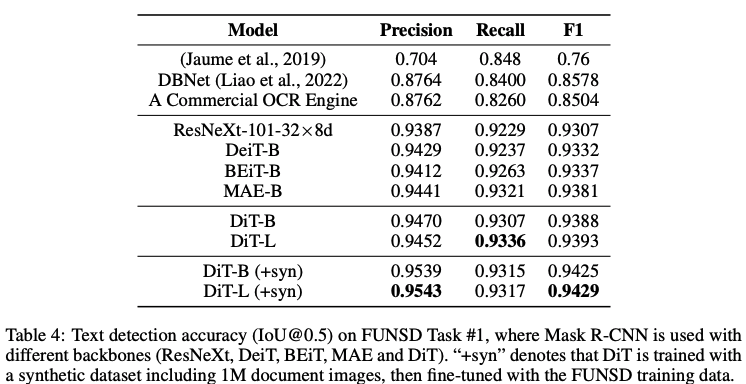 Model Precision Recall F1
(Jaume et al., 2019) 0.704 0.848 0.76
DBNet (Liao et al., 2022) 0.8764 0.8400 0.8578
A Commercial OCR Engine 0.8762 0.8260 0.8504
ResNeXt-101-32×8d 0.9387 0.9229 0.9307
DeiT-B 0.9429 0.9237 0.9332
BEiT-B 0.9412 0.9263 0.9337
MAE-B 0.9441 0.9321 0.9381
DiT-B 0.9470 0.9307 0.9388
DiT-L 0.9452 0.9336 0.9393
DiT-B (+syn) 0.9539 0.9315 0.9425
DiT-L (+syn) 0.9543 0.9317 0.9429
Table 4: Text detection accuracy (IoU@0.5) on FUNSD Task #1, where Mask R-CNN is used with
different backbones (ResNeXt, DeiT, BEiT, MAE and DiT). “+syn” denotes that DiT is trained with
a synthetic dataset including 1M document images, then fine-tuned with the FUNSD training data.